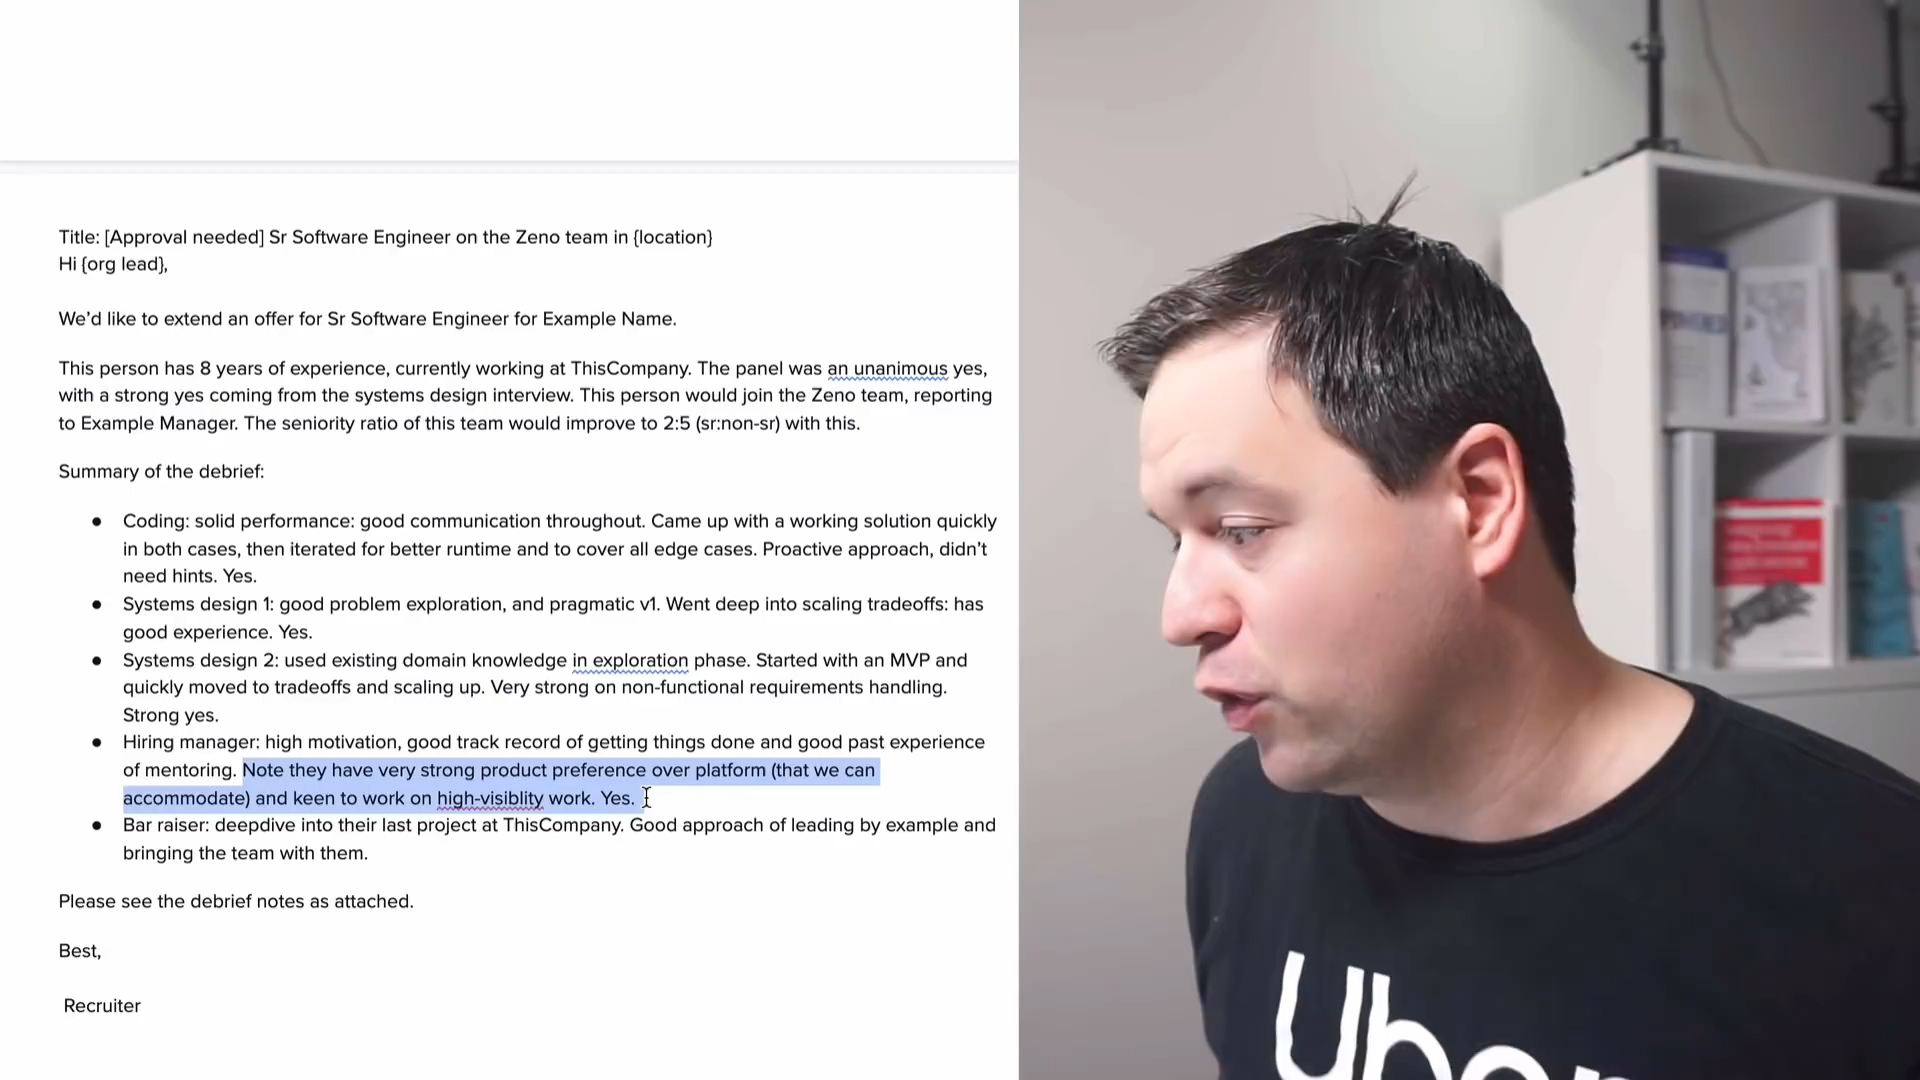 Title: [Approval needed] Sr Software Engineer on the Zeno team in {location}
Hi {org lead},
We'd like to extend an offer for Sr Software Engineer for Example Name.
This person has 8 years of experience, currently working at ThisCompany. The panel was an unanimous yes,
with a strong yes coming from the systems design interview. This person would join the Zeno team, reporting
to Example Manager. The seniority ratio of this team would improve to 2:5 (sr:non-sr) with this.
Summary of the debrief:
● Coding: solid performance: good communication throughout. Came up with a working solution quickly
in both cases, then iterated for better runtime and to cover all edge cases. Proactive approach, didn't
need hints. Yes.
● Systems design 1: good problem exploration, and pragmatic v1. Went deep into scaling tradeoffs: has
good experience. Yes.
● Systems design 2: used existing domain knowledge in exploration phase. Started with an MVP and
quickly moved to tradeoffs and scaling up. Very strong on non-functional requirements handling.
Strong yes.
● Hiring manager: high motivation, good track record of getting things done and good past experience
of mentoring. Note they have very strong product preference over platform (that we can
accommodate) and keen to work on high-visiblity work. Yes.
● Bar raiser: deepdive into their last project at ThisCompany. Good approach of leading by example and
bringing the team with them.
Please see the debrief notes as attached.
Best,
Recruiter
Uber